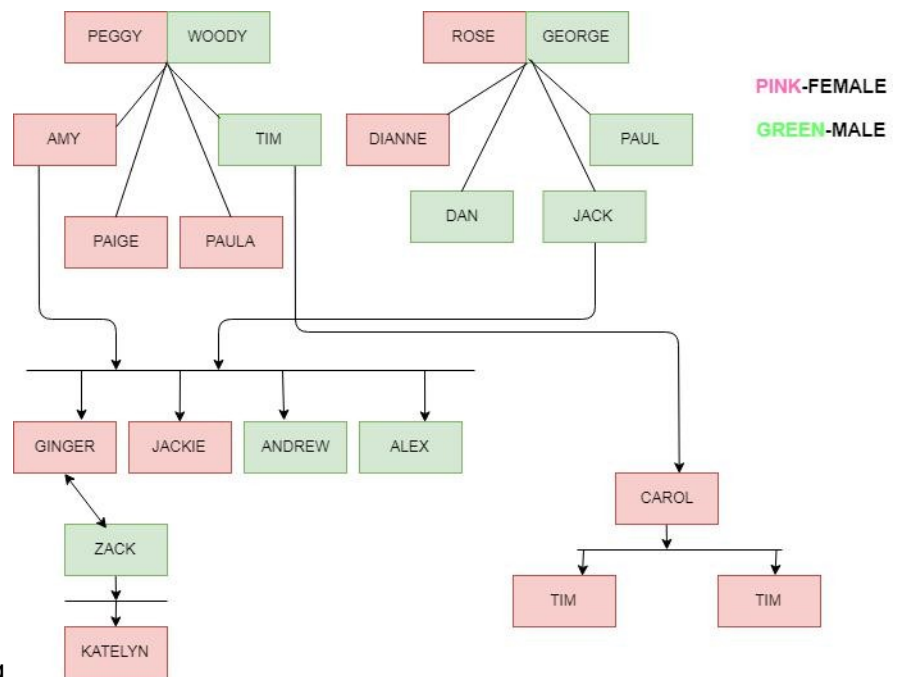 PEGGY
WOODY
ROSE
GEORGE
PINK-FEMALE
GREEN-MALE
AMY
TIM
DIANNE
PAUL
PAIGE
PAULA
DAN
JACK
GINGER
JACKIE
ANDREW
ALEX
CAROL
ZACK
TIM
TIM
KATELYN